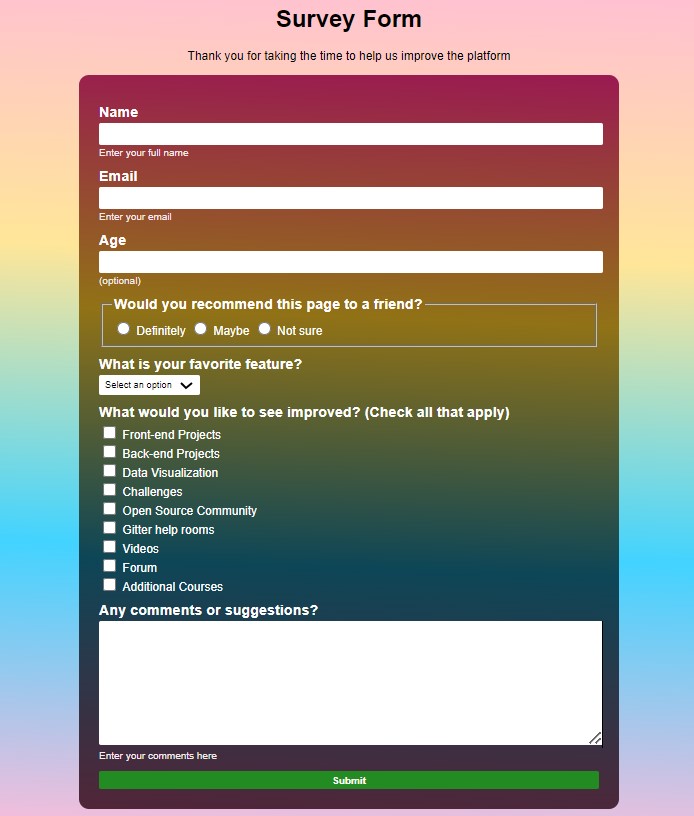 Survey Form
Thank you for taking the time to help us improve the platform
Name
Enter your full name
Email
Enter your email
Age
(optional)
Would you recommend this page to a friend?
Definitely Maybe Not sure
What is your favorite feature?
Select an option
What would you like to see improved? (Check all that apply)
Front-end Projects
Back-end Projects
Data Visualization
Challenges
Open Source Community
Gitter help rooms
Videos
Forum
Additional Courses
Any comments or suggestions?
Enter your comments here
Submit